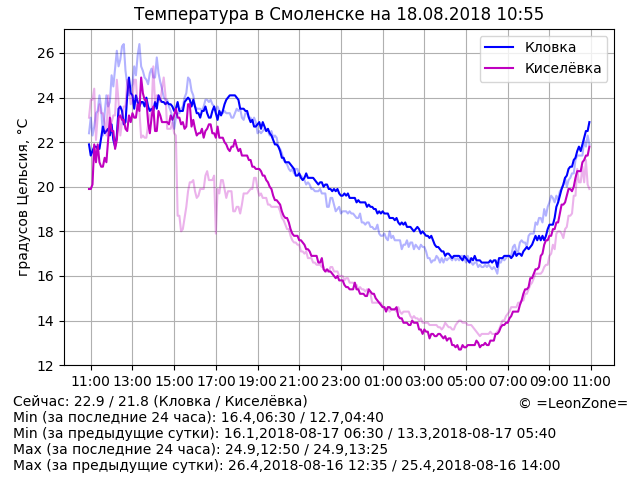 Температура в Смоленске на 18.08.2018 10:55
Кловка
Киселёвка
градусов Цельсия, °C
26
24
22
20
18
16
14
12
11:00 13:00 15:00 17:00 19:00 21:00 23:00 01:00 03:00 05:00 07:00 09:00 11:00
Сейчас: 22.9 / 21.8 (Кловка / Киселёвка)
© =LeonZone=
Min (за последние 24 часа): 16.4,06:30 / 12.7,04:40
Min (за предыдущие сутки): 16.1,2018-08-17 06:30 / 13.3,2018-08-17 05:40
Max (за последние 24 часа): 24.9,12:50 / 24.9,13:25
Max (за предыдущие сутки): 26.4,2018-08-16 12:35 / 25.4,2018-08-16 14:00